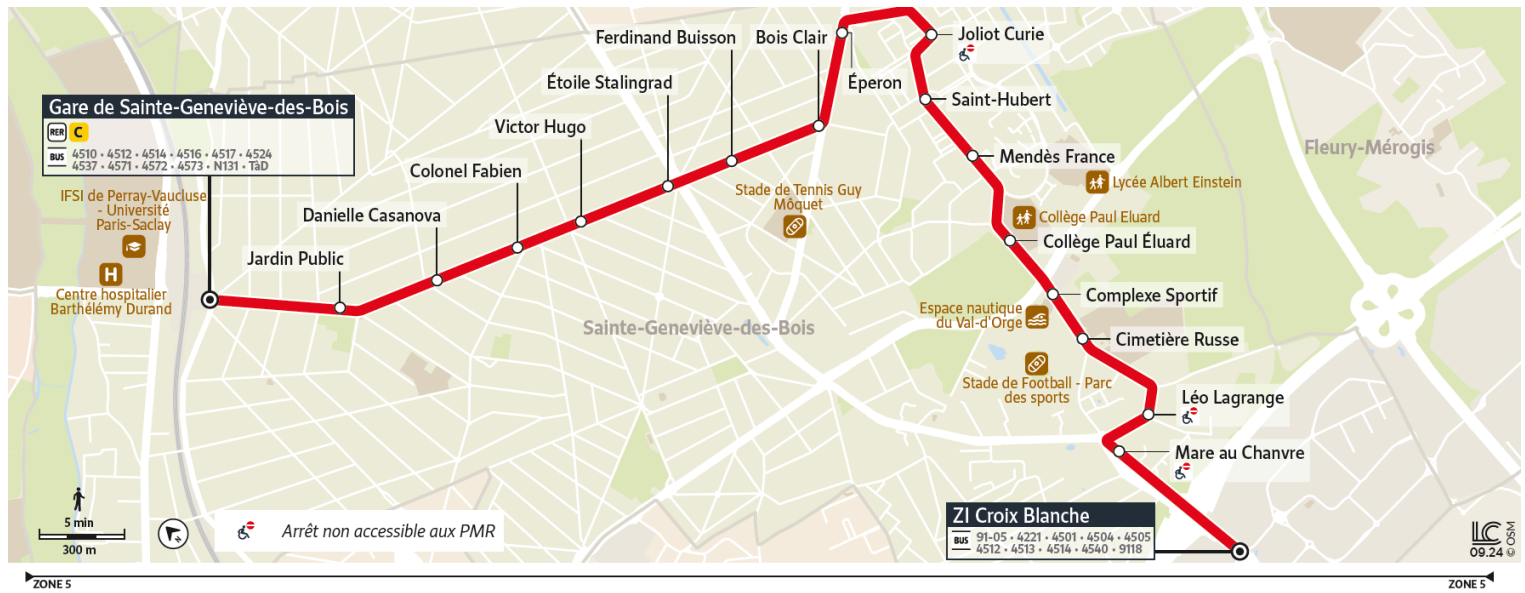 Joliot Curie
Ferdinand Buisson
Bois Clair
Éperon
Étoile Stalingrad
Saint-Hubert
Gare de Sainte-Geneviève-des-Bois
RER C
BUS
4510 • 4512 • 4514 • 4516 • 4517 • 4524
4537 • 4571 • 4572 • 4573 • N131 • TàD
Victor Hugo
Fleury-Mérogis
Mendès France
Colonel Fabien
Lycée Albert Einstein
IFSI de Perray-Vaucluse
- Université
Paris-Saclay
Stade de Tennis Guy
Môquet
Danielle Casanova
Collège Paul Eluard
Collège Paul Éluard
Jardin Public
H
Centre hospitalier
Barthélémy Durand
Complexe Sportif
Espace nautique
du Val-d'Orge
Sainte-Geneviève-des-Bois
Cimetière Russe
Stade de Football - Parc
des sports
Léo Lagrange
Mare au Chanvre
5 min
300 m
N
Arrêt non accessible aux PMR
ZI Croix Blanche
BUS
91-05 • 4221 • 4501 • 4504 • 4505
4512 • 4513 • 4514 • 4540 • 9118
LC
09.24 © OSM
ZONE 5
ZONE 5